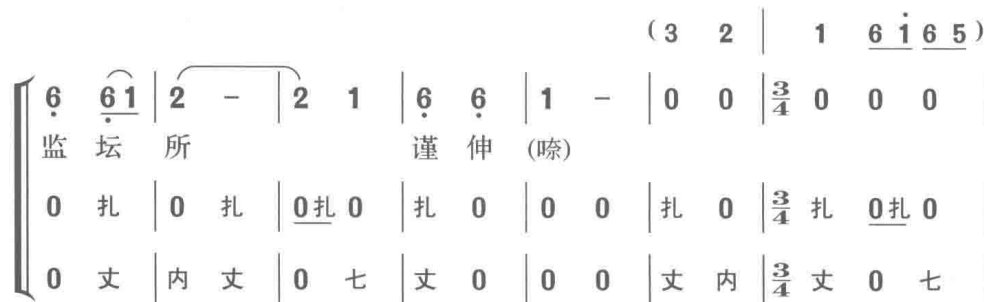 (3 2 | 1 6 i 6 5)
6 6 1 | 2 - | 2 1 | 6 6 | 1 - | 0 0 | 3/4 0 0 0
监 坛 所 谨 伸 (嗏)
0 扎 | 0 扎 | 0扎 0 | 扎 0 | 0 0 | 扎 0 | 3/4 扎 0扎 0
0 丈 | 内 丈 | 0 七 | 丈 0 | 0 0 | 丈 内 | 3/4 丈 0 七